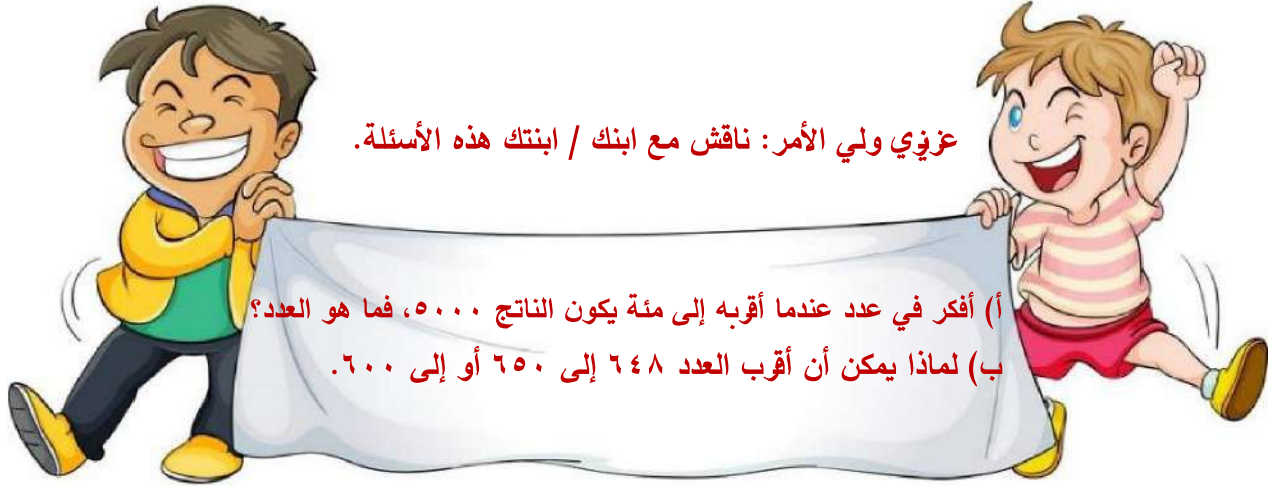 عزيزي ولي الأمر: ناقش مع ابنك / ابنتك هذه الأسئلة.
أ) أفكر في عدد عندما أقربه إلى مئة يكون الناتج ٥٠٠٠، فما هو العدد؟
ب) لماذا يمكن أن أقرب العدد ٦٤٨ إلى ٦٥٠ أو إلى ٦٠٠.